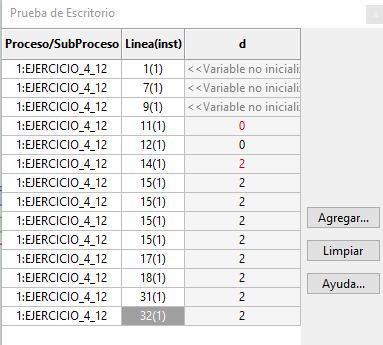 Prueba de Escritorio
Proceso/SubProceso Linea(inst) d
1:EJERCICIO_4_12 1(1) <<Variable no inicializ
1:EJERCICIO_4_12 7(1) <<Variable no inicializ
1:EJERCICIO_4_12 9(1) <<Variable no inicializ
1:EJERCICIO_4_12 11(1) 0
1:EJERCICIO_4_12 12(1) 0
1:EJERCICIO_4_12 14(1) 2
1:EJERCICIO_4_12 15(1) 2
1:EJERCICIO_4_12 15(1) 2
1:EJERCICIO_4_12 15(1) 2
1:EJERCICIO_4_12 15(1) 2
1:EJERCICIO_4_12 17(1) 2
1:EJERCICIO_4_12 18(1) 2
1:EJERCICIO_4_12 31(1) 2
1:EJERCICIO_4_12 32(1) 2
Agregar...
Limpiar
Ayuda...